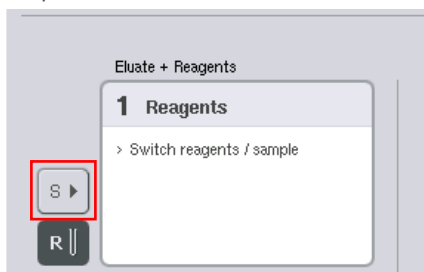 Eluate + Reagents
1 Reagents
> Switch reagents / sample
S
R